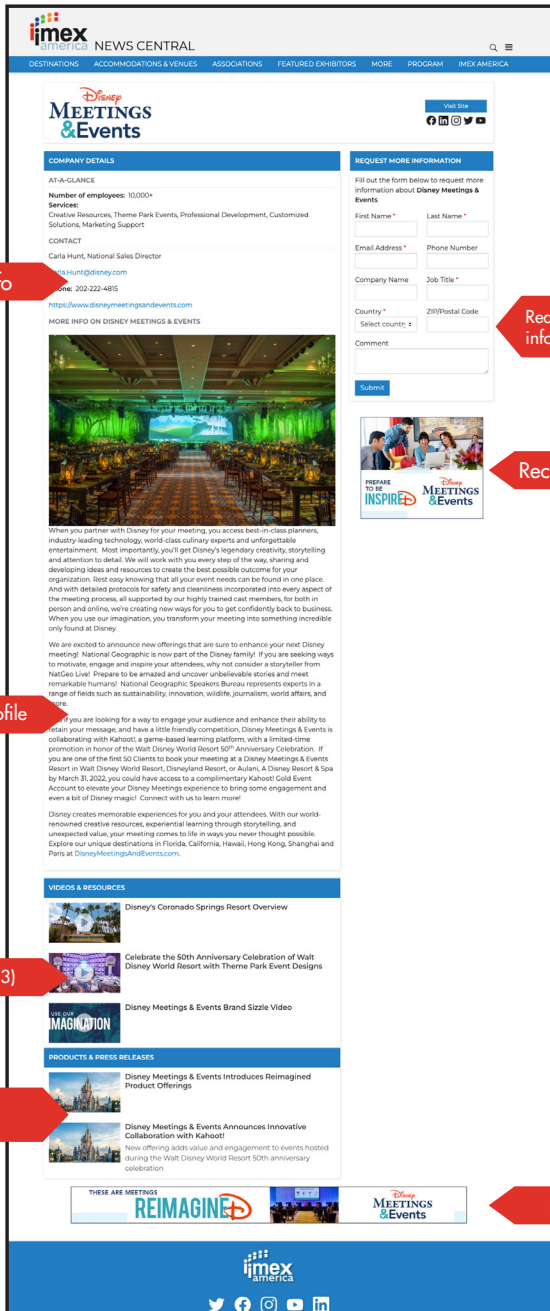 imex
america
NEWS CENTRAL
DESTINATIONS ACCOMMODATIONS & VENUES ASSOCIATIONS FEATURED EXHIBITORS MORE PROGRAM IMEX AMERICA
Disney
MEETINGS
&Events
Visit Site
COMPANY DETAILS
AT-A-GLANCE
Number of employees: 10,000+
Services:
Creative Resources, Theme Park Events, Professional Development, Customized
Solutions, Marketing Support
CONTACT
Carla Hunt, National Sales Director
Carla.Hunt@disney.com
Phone: 202-222-4815
https://www.disneymeetingsandevents.com
MORE INFO ON DISNEY MEETINGS & EVENTS
When you partner with Disney for your meeting, you access best-in-class planners,
industry-leading technology, world-class culinary experts and unforgettable
entertainment. Most importantly, you'll get Disney's legendary creativity, storytelling
and attention to detail. We will work with you every step of the way, sharing and
developing ideas and resources to create the best possible outcome for your
organization. Rest easy knowing that all your event needs can be found in one place.
And with detailed protocols for safety and cleanliness incorporated into every aspect of
the meeting process, all supported by our highly trained cast members, for both in
person and online, we're creating new ways for you to get confidently back to business.
When you use our imagination, you transform your meeting into something incredible
only found at Disney.
We are excited to announce new offerings that are sure to enhance your next Disney
meeting! National Geographic is now part of the Disney family! If you are seeking ways
to motivate, engage and inspire your attendees, why not consider a storyteller from
NatGeo Live! Prepare to be amazed and uncover unbelievable stories and meet
remarkable humans! National Geographic Speakers Bureau represents experts in a
range of fields such as sustainability, innovation, wildlife, journalism, world affairs, and
more.
if you are looking for a way to engage your audience and enhance their ability to
retain your message, and have a little friendly competition, Disney Meetings & Events is
collaborating with Kahoot!, a game-based learning platform, with a limited-time
promotion in honor of the Walt Disney World Resort 50th Anniversary Celebration. If
you are one of the first 50 Clients to book your meeting at a Disney Meetings & Events
Resort in Walt Disney World Resort, Disneyland Resort, or Aulani, A Disney Resort & Spa
by March 31, 2022, you could have access to a complimentary Kahoot! Gold Event
Account to elevate your Disney Meetings experience to bring some engagement and
even a bit of Disney magic! Connect with us to learn more!
Disney creates memorable experiences for you and your attendees. With our world-
renowned creative resources, experiential learning through storytelling, and
unexpected value, your meeting comes to life in ways you never thought possible.
Explore our unique destinations in Florida, California, Hawaii, Hong Kong, Shanghai and
Paris at DisneyMeetingsAndEvents.com.
REQUEST MORE INFORMATION
Fill out the form below to request more
information about Disney Meetings &
Events
First Name * Last Name *
Email Address * Phone Number
Company Name Job Title *
Country * ZIP/Postal Code
Select country
Comment
Submit
PREPARE
TO BE
INSPIRED
Disney
MEETINGS
&Events
VIDEOS & RESOURCES
Disney's Coronado Springs Resort Overview
Celebrate the 50th Anniversary Celebration of Walt
Disney World Resort with Theme Park Event Designs
USE OUR
IMAGINATION
Disney Meetings & Events Brand Sizzle Video
PRODUCTS & PRESS RELEASES
Disney Meetings & Events Introduces Reimagined
Product Offerings
Disney Meetings & Events Announces Innovative
Collaboration with Kahoot!
New offering adds value and engagement to events hosted
during the Walt Disney World Resort 50th anniversary
celebration
THESE ARE MEETINGS
REIMAGINED
Disney
MEETINGS
&Events
imex
america